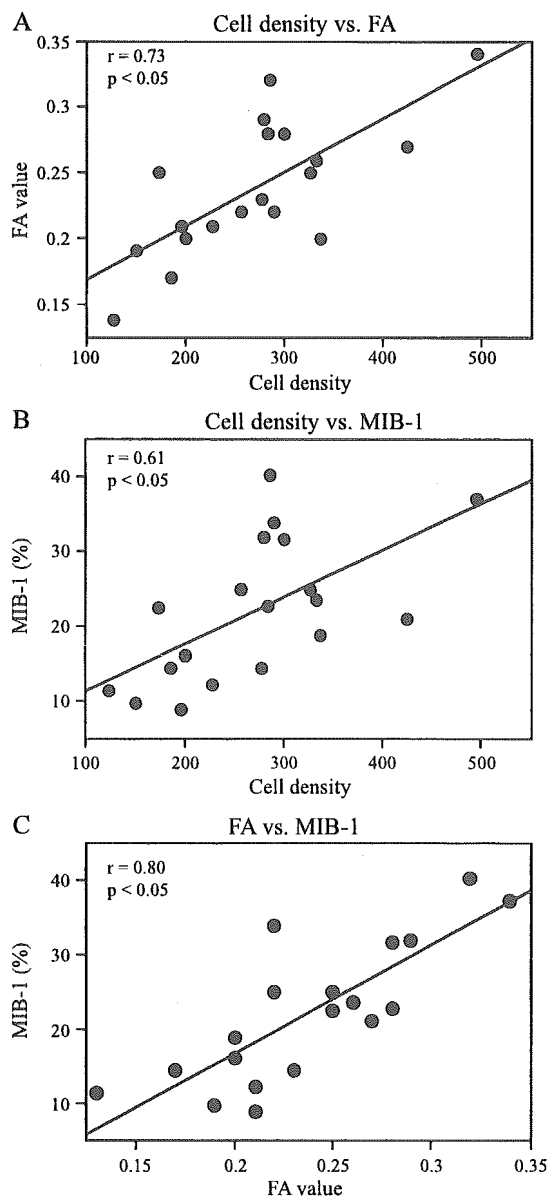 A
Cell density vs. FA
r = 0.73
p < 0.05
0.35
0.3
0.25
0.2
0.15
FA value
100 200 300 400 500
Cell density
B
Cell density vs. MIB-1
r = 0.61
p < 0.05
40
30
20
10
MIB-1 (%)
100 200 300 400 500
Cell density
C
FA vs. MIB-1
r = 0.80
p < 0.05
40
30
20
10
MIB-1 (%)
0.15 0.2 0.25 0.3 0.35
FA value